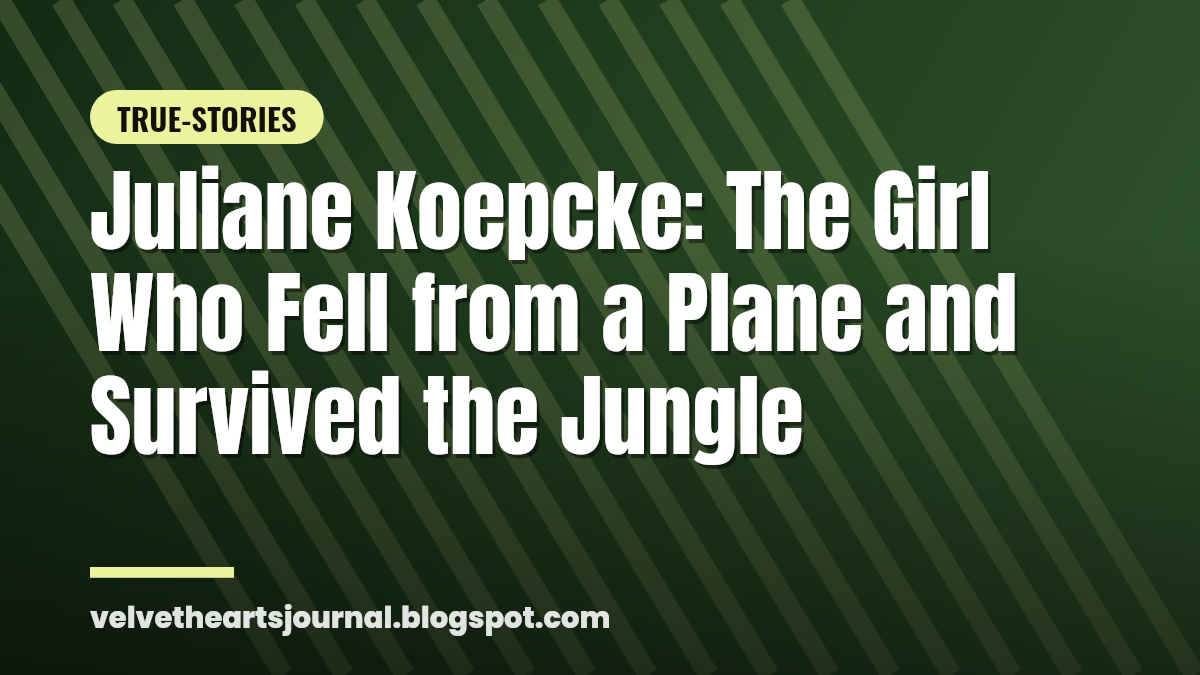 TRUE-STORIES
Juliane Koepcke: The Girl
Who Fell from a Plane and
Survived the Jungle
velvetheartsjournal.blogspot.com